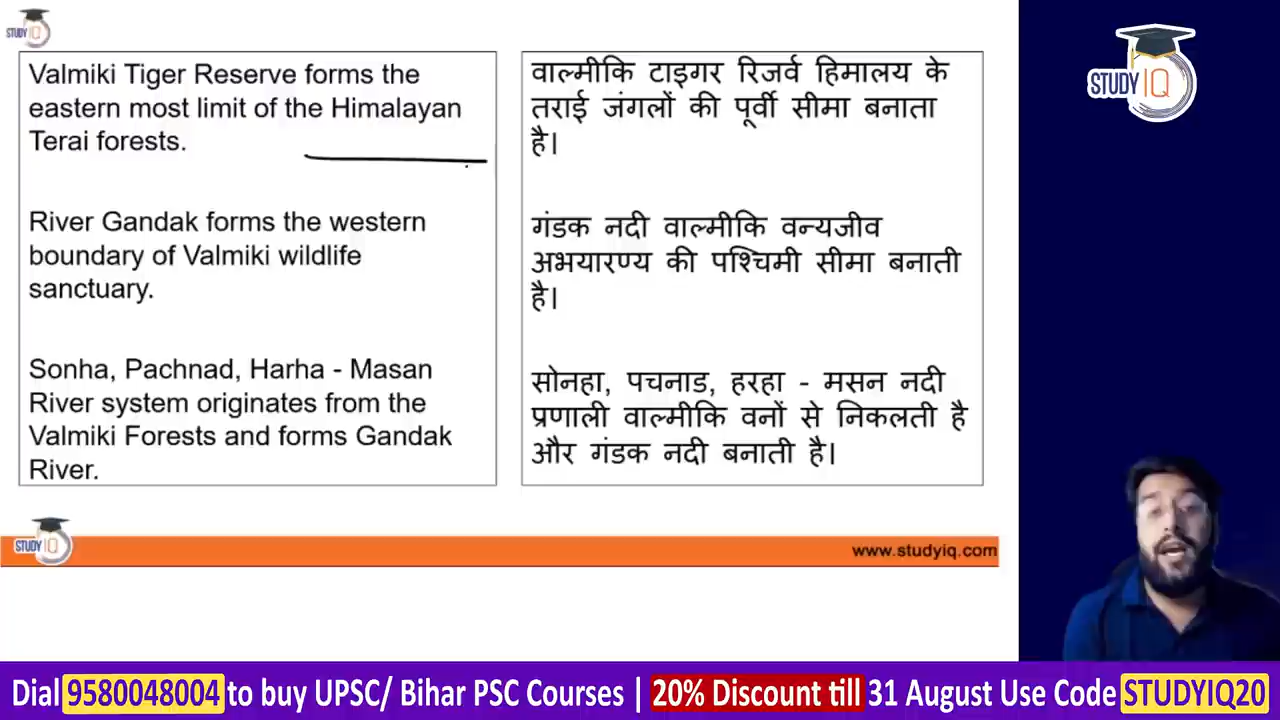 STUDY IQ
Valmiki Tiger Reserve forms the
eastern most limit of the Himalayan
Terai forests.
River Gandak forms the western
boundary of Valmiki wildlife
sanctuary.
Sonha, Pachnad, Harha - Masan
River system originates from the
Valmiki Forests and forms Gandak
River.
वाल्मीकि टाइगर रिजर्व हिमालय के
तराई जंगलों की पूर्वी सीमा बनाता
है।
गंडक नदी वाल्मीकि वन्यजीव
अभयारण्य की पश्चिमी सीमा बनाती
है।
सोनहा, पचनाड, हरहा - मसन नदी
प्रणाली वाल्मीकि वनों से निकलती है
और गंडक नदी बनाती है।
STUDY IQ
STUDY IQ
www.studyiq.com
Dial 9580048004 to buy UPSC/ Bihar PSC Courses | 20% Discount till 31 August Use Code STUDYIQ20